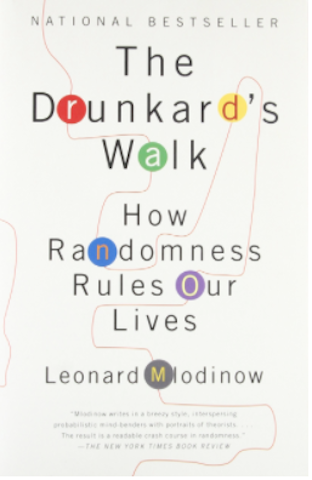 NATIONAL BESTSELLER
The
Drunkard's
Walk
How
Randomness
Rules Our
Lives
Leonard Mlodinow
"Mlodinow writes in a breezy style, interspersing
probabilistic mind-benders with portraits of theorists. . . .
The result is a readable crash course in randomness."
—THE NEW YORK TIMES BOOK REVIEW